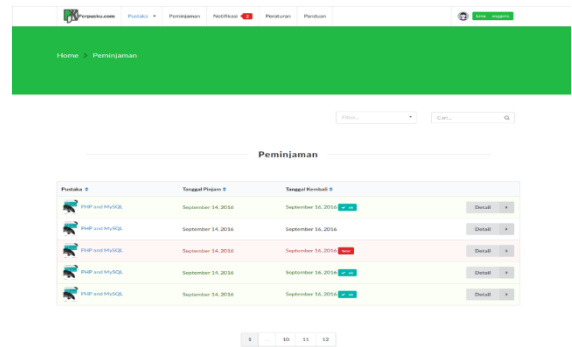 Perpusku.com Pustaka Peminjaman Notifikasi 2 Peraturan Panduan
Home > Peminjaman
Filter... Cari...
Peminjaman
Pustaka Tanggal Pinjam Tanggal Kembali
PHP and MySQL September 14, 2016 September 16, 2016 ok Detail
PHP and MySQL September 14, 2016 September 16, 2016 Detail
PHP and MySQL September 14, 2016 September 16, 2016 Detail
PHP and MySQL September 14, 2016 September 16, 2016 ok Detail
PHP and MySQL September 14, 2016 September 16, 2016 ok Detail
1 ... 10 11 12